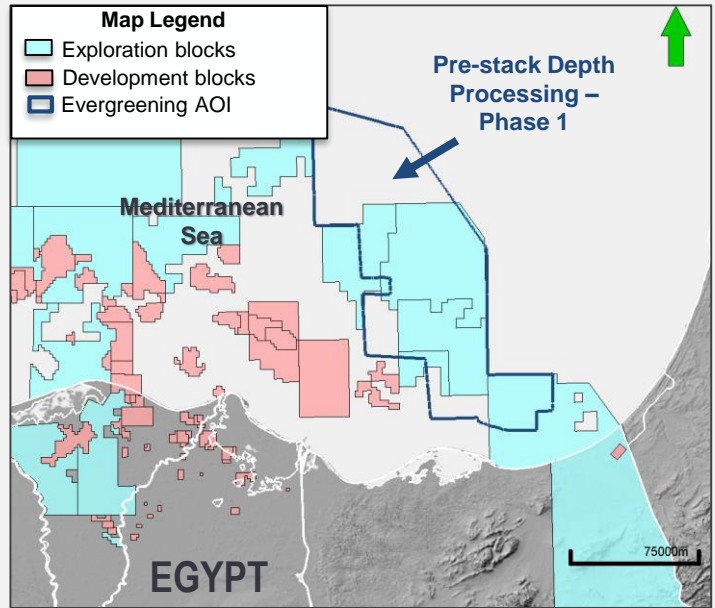 Map Legend
Exploration blocks
Development blocks
Evergreening AOI
Pre-stack Depth
Processing –
Phase 1
Mediterranean
Sea
EGYPT
75000m